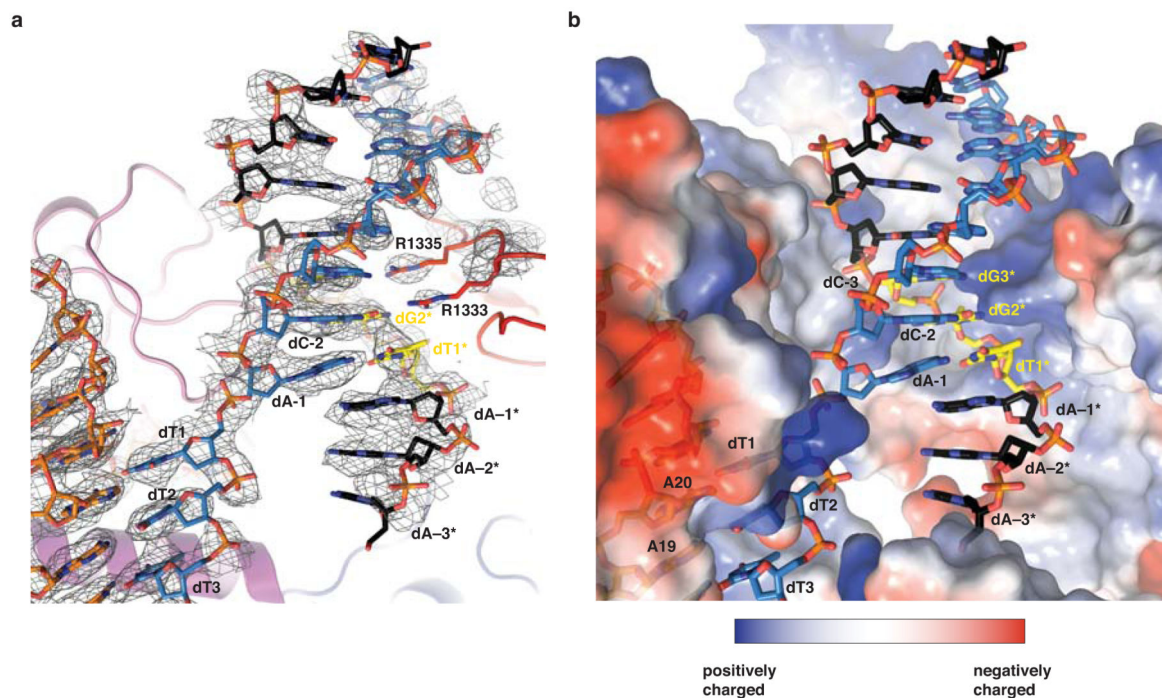 a
R1335
R1333
dG2*
dC-2
dT1*
dA-1
dA–1*
dT1
dA–2*
dT2
dA–3*
dT3
b
dC-3
dG3*
dG2*
dC-2
dT1*
dA-1
dA–1*
dT1
dA–2*
A20
dT2
dA–3*
A19
dT3
positively
charged
negatively
charged